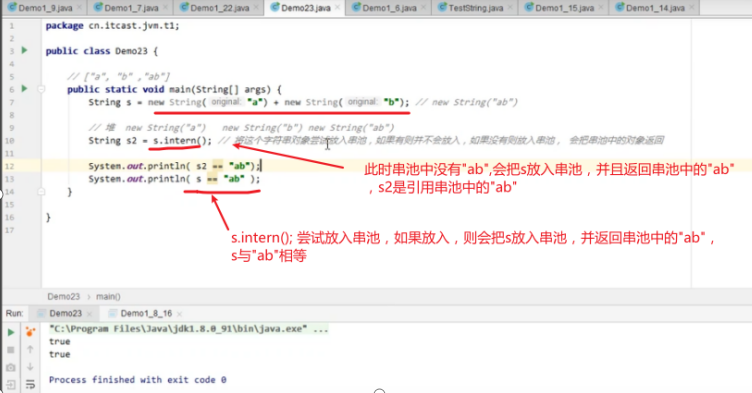 Demo1_9.java Demo1_7.java Demo1_22.java Demo23.java Demo1_6.java TestString.java Demo1_15.java Demo1_14.java
1 package cn.itcast.jvm.t1;
2
3 public class Demo23 {
4
5 // ["a", "b" ,"ab"]
6 public static void main(String[] args) {
7 String s = new String( original: "a") + new String( original: "b"); // new String("ab")
8
9 // 堆 new String("a") new String("b") new String("ab")
10 String s2 = s.intern(); // 将这个字符串对象尝试放入串池，如果有则并不会放入，如果没有则放入串池， 会把串池中的对象返回
11
12 System.out.println( s2 == "ab");
此时串池中没有"ab",会把s放入串池，并且返回串池中的"ab"
13 System.out.println( s == "ab" );
，s2是引用串池中的"ab"
14 }
15
16 }
17
s.intern(); 尝试放入串池，如果放入，则会把s放入串池，并返回串池中的"ab"，
s与"ab"相等
Demo23 › main()
Run: Demo23 Demo1_8_16
"C:\Program Files\Java\jdk1.8.0_91\bin\java.exe" ...
true
true
Process finished with exit code 0